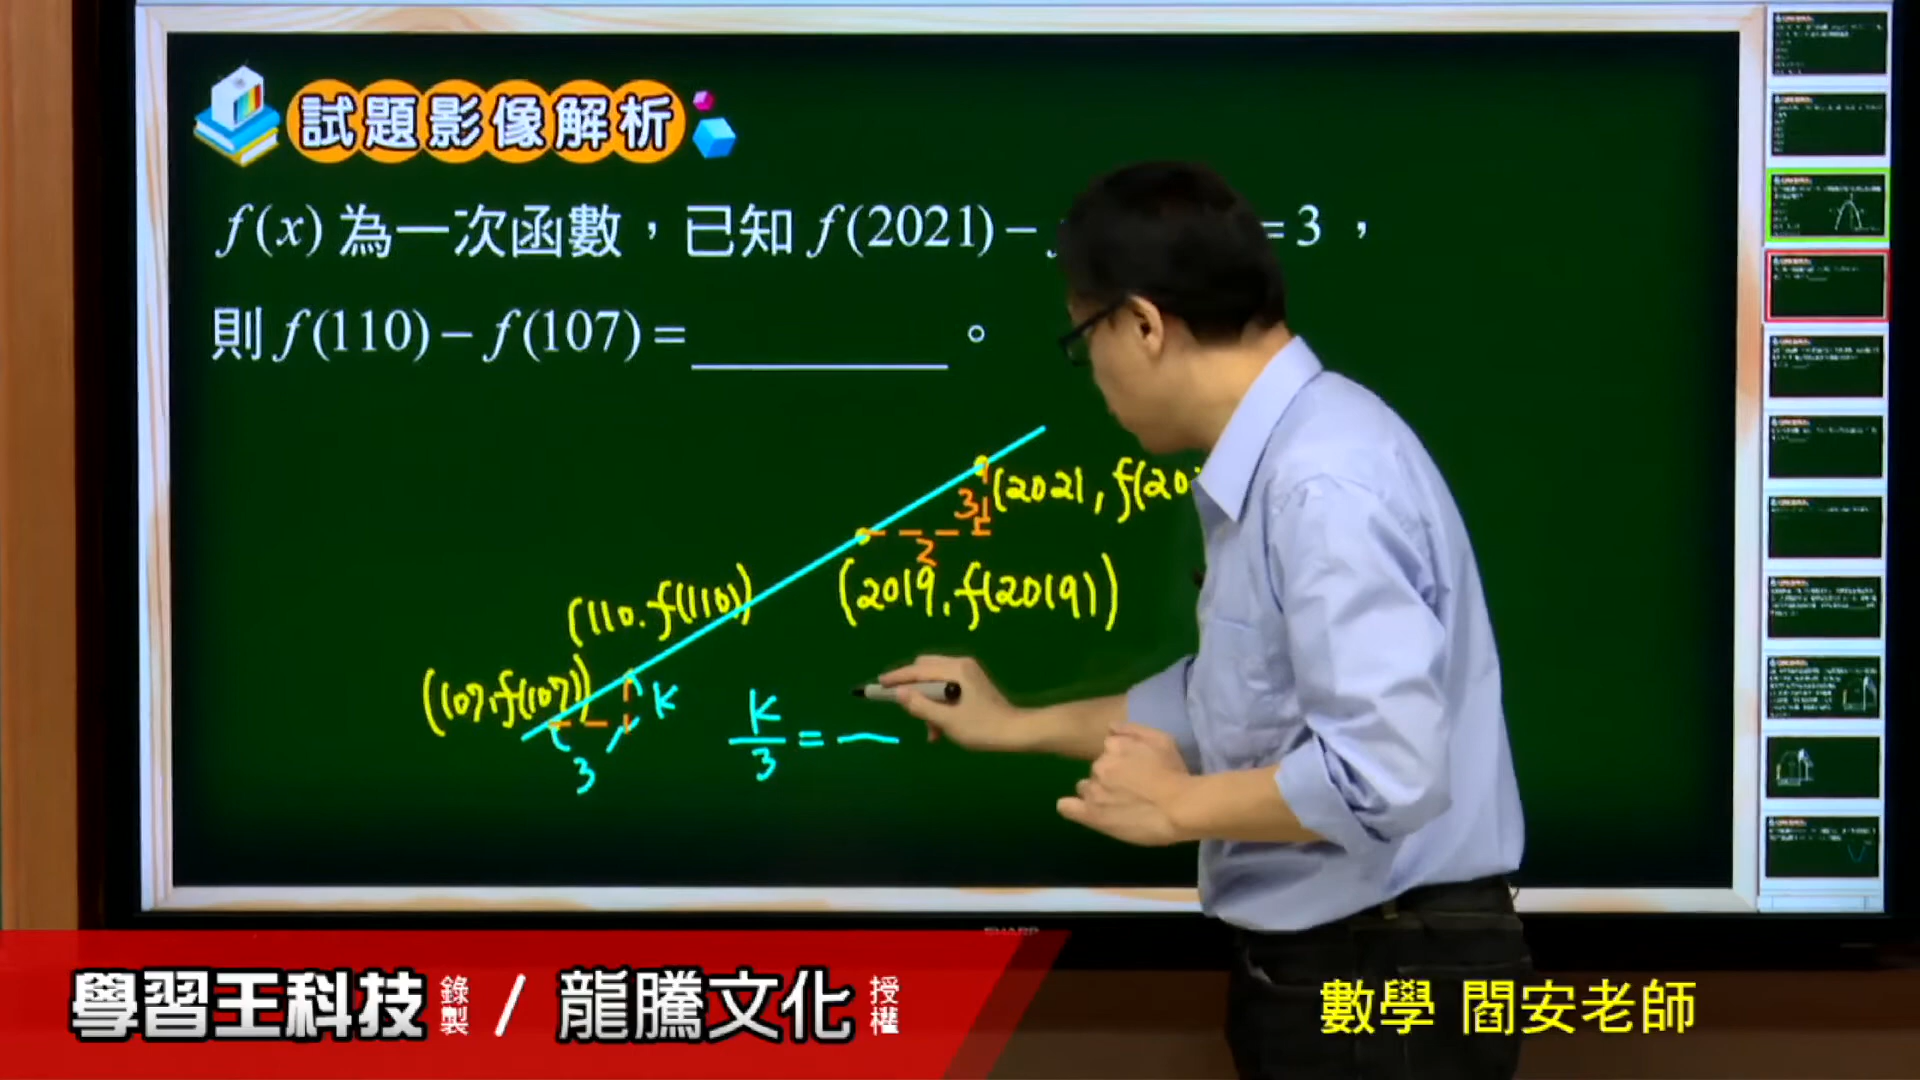 試題影像解析
f(x) 為一次函數，已知 f(2021) − = 3，
則 f(110) − f(107) = ________。
(2021, f(20
3
2
(2019, f(2019))
(110, f(110))
(107, f(107))
K
3
K/3 =
SHARP
學習王科技 錄製 / 龍騰文化 授權
數學 閻安老師